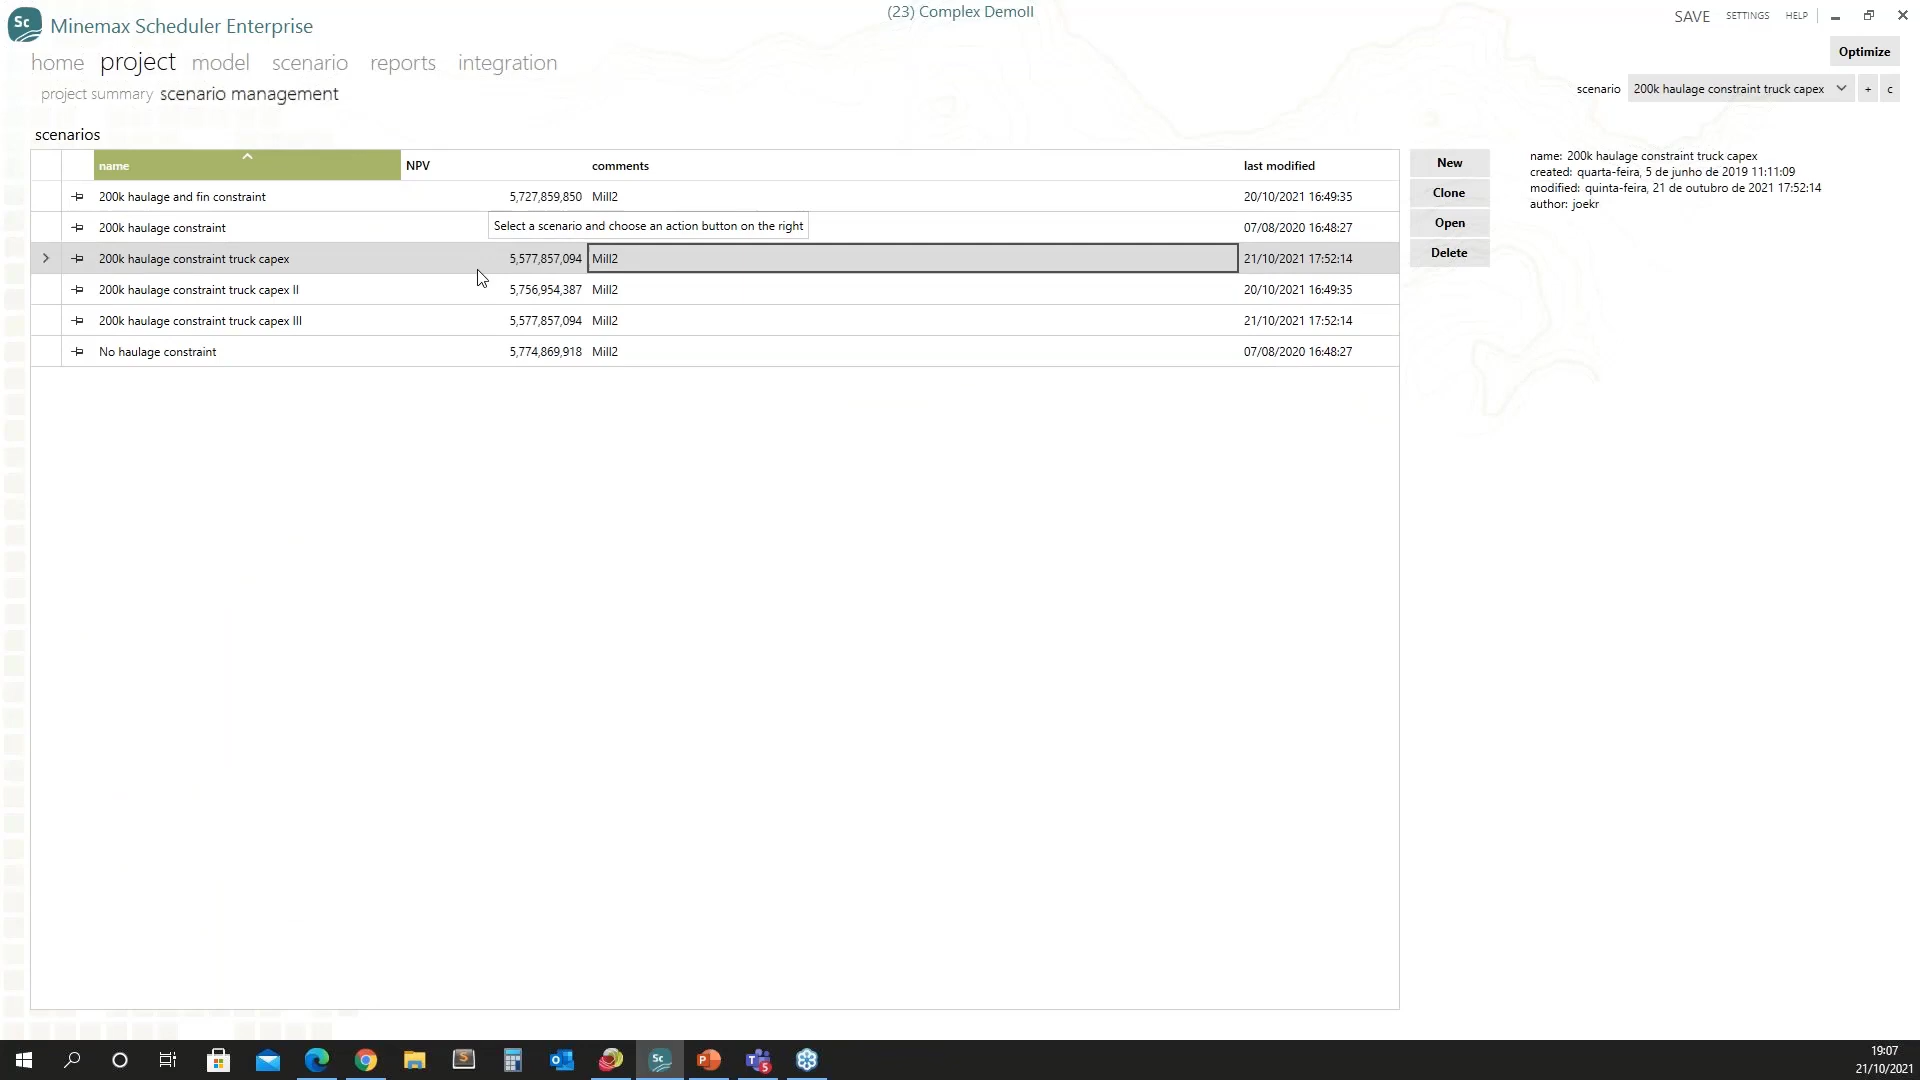 Sc Minemax Scheduler Enterprise
(23) Complex DemoII
SAVE SETTINGS HELP
home project model scenario reports integration
Optimize
project summary scenario management
scenario 200k haulage constraint truck capex + c
scenarios
name NPV comments last modified
200k haulage and fin constraint 5,727,859,850 Mill2 20/10/2021 16:49:35
200k haulage constraint 07/08/2020 16:48:27
Select a scenario and choose an action button on the right
200k haulage constraint truck capex 5,577,857,094 Mill2 21/10/2021 17:52:14
200k haulage constraint truck capex II 5,756,954,387 Mill2 20/10/2021 16:49:35
200k haulage constraint truck capex III 5,577,857,094 Mill2 21/10/2021 17:52:14
No haulage constraint 5,774,869,918 Mill2 07/08/2020 16:48:27
New
Clone
Open
Delete
name: 200k haulage constraint truck capex
created: quarta-feira, 5 de junho de 2019 11:11:09
modified: quinta-feira, 21 de outubro de 2021 17:52:14
author: joekr
19:07
21/10/2021